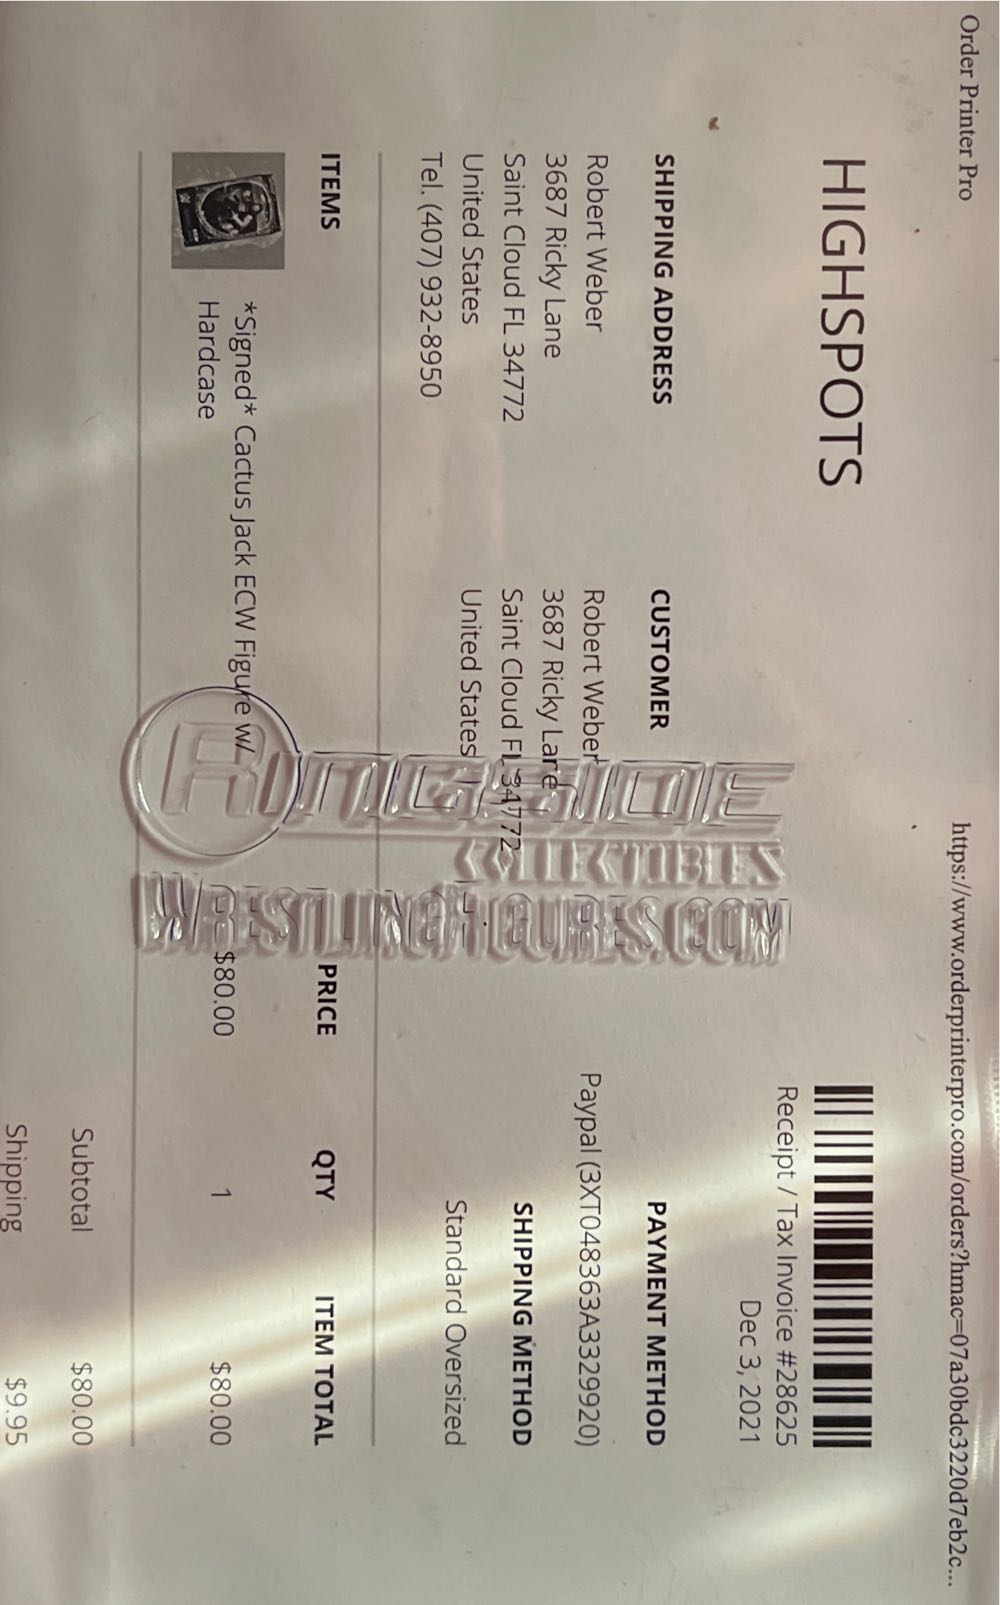 Order Printer Pro
https://www.orderprinterpro.com/orders?hmac=07a30bdc3220d7eb2c...
HIGHSPOTS
Receipt / Tax Invoice #28625
Dec 3, 2021
SHIPPING ADDRESS
Robert Weber
3687 Ricky Lane
Saint Cloud FL 34772
United States
Tel. (407) 932-8950
CUSTOMER
Robert Weber
3687 Ricky Lane
Saint Cloud FL 34772
United States
PAYMENT METHOD
Paypal (3XT048363A3329920)
SHIPPING METHOD
Standard Oversized
RINGSIDE
COLLECTIBLES
WRESTLINGFIGURES.COM
ITEMS PRICE QTY ITEM TOTAL
*Signed* Cactus Jack ECW Figure w/ $80.00 1 $80.00
Hardcase
Subtotal $80.00
Shipping $9.95